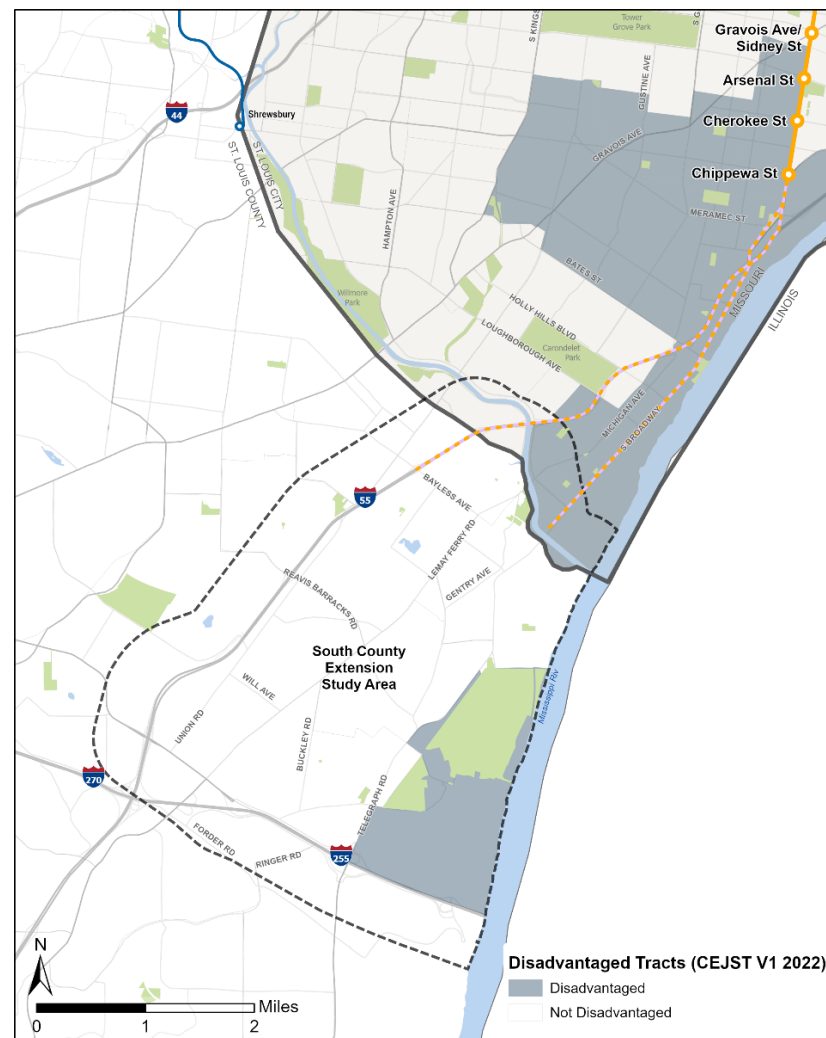 Tower
Grove Park
S KINGS
S G
Gravois Ave/
Sidney St
GUSTINE AVE
Arsenal St
44
Shrewsbury
Cherokee St
ST. LOUIS CITY
ST. LOUIS COUNTY
GRAVOIS AVE
Chippewa St
HAMPTON AVE
MERAMEC ST
BATES ST
MISSOURI
ILLINOIS
Willmore
Park
HOLLY HILLS BLVD
LOUGHBOROUGH AVE
Carondelet
Park
MICHIGAN AVE
S BROADWAY
55
BAYLESS AVE
LEMAY FERRY RD
REAVIS BARRACKS RD
GENTRY AVE
South County
Extension
Study Area
WILL AVE
Mississippi Riv
UNION RD
BUCKLEY RD
270
TELEGRAPH RD
FORDER RD
RINGER RD
255
N
Miles
0 1 2
Disadvantaged Tracts (CEJST V1 2022)
Disadvantaged
Not Disadvantaged